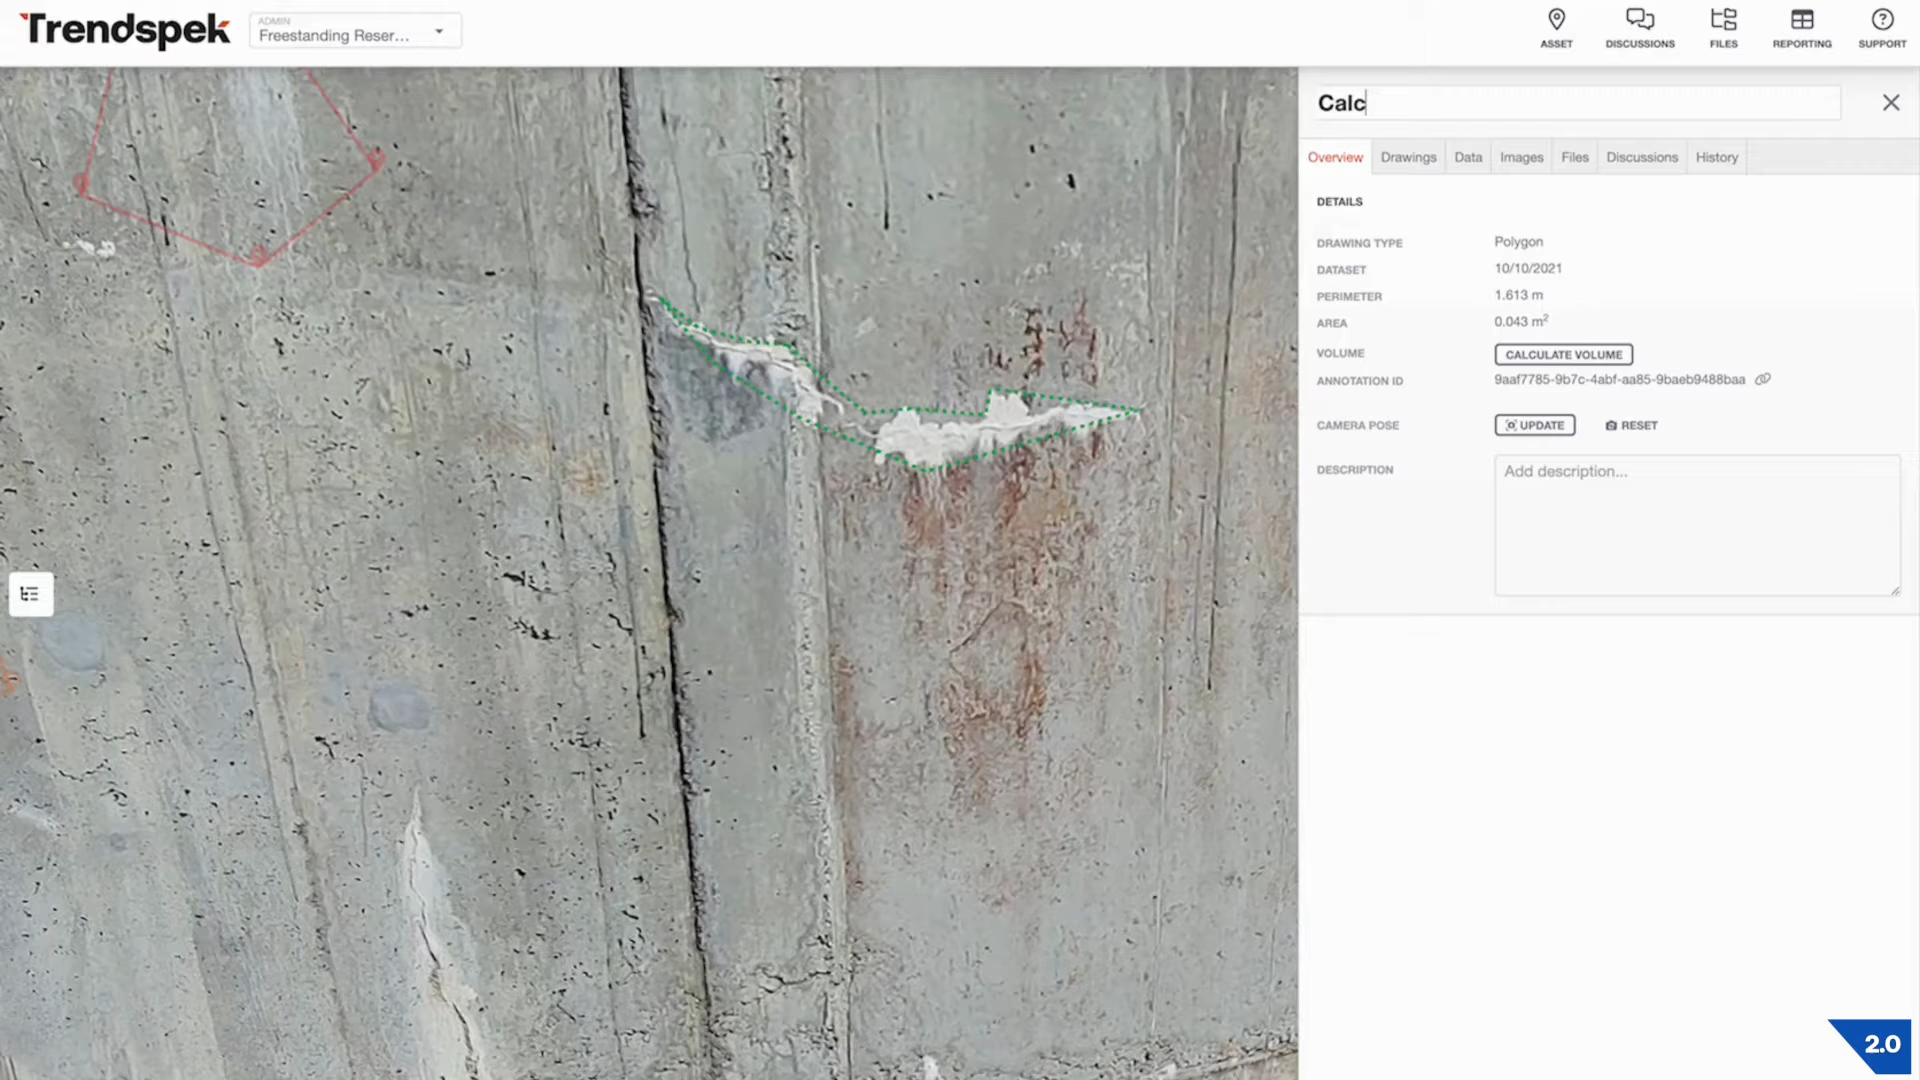 Trendspek
ADMIN
Freestanding Reser...
ASSET
DISCUSSIONS
FILES
REPORTING
SUPPORT
Calc
Overview
Drawings
Data
Images
Files
Discussions
History
DETAILS
DRAWING TYPE
Polygon
DATASET
10/10/2021
PERIMETER
1.613 m
AREA
0.043 m²
VOLUME
CALCULATE VOLUME
ANNOTATION ID
9aaf7785-9b7c-4abf-aa85-9baeb9488baa
CAMERA POSE
UPDATE
RESET
DESCRIPTION
Add description...
2.0